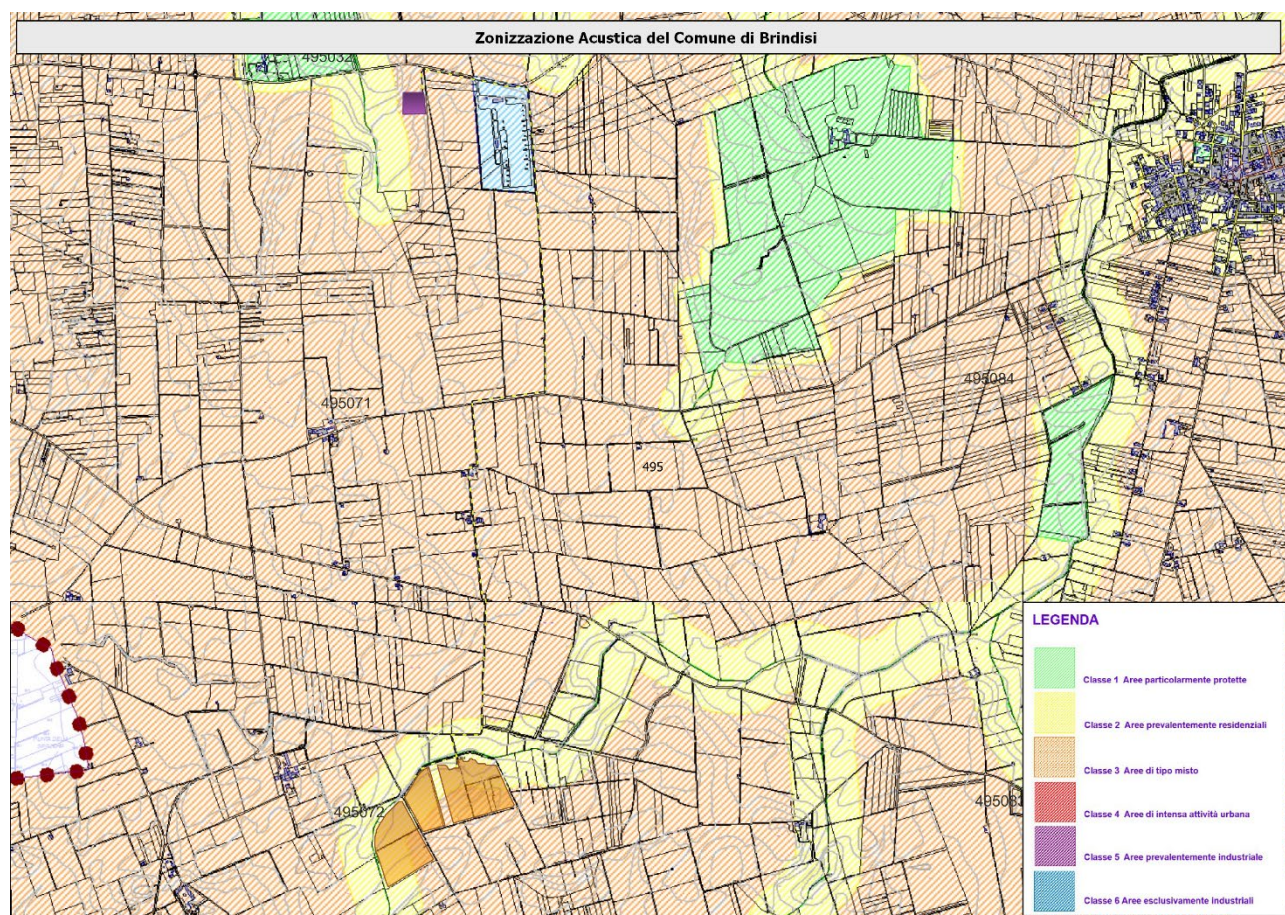 Zonizzazione Acustica del Comune di Brindisi
495032
495071
495084
495
495072
49508
LEGENDA
Classe 1 Aree particolarmente protette
Classe 2 Aree prevalentemente residenziali
Classe 3 Aree di tipo misto
Classe 4 Aree di intensa attività urbana
Classe 5 Aree prevalentemente industriale
Classe 6 Aree esclusivamente industriali